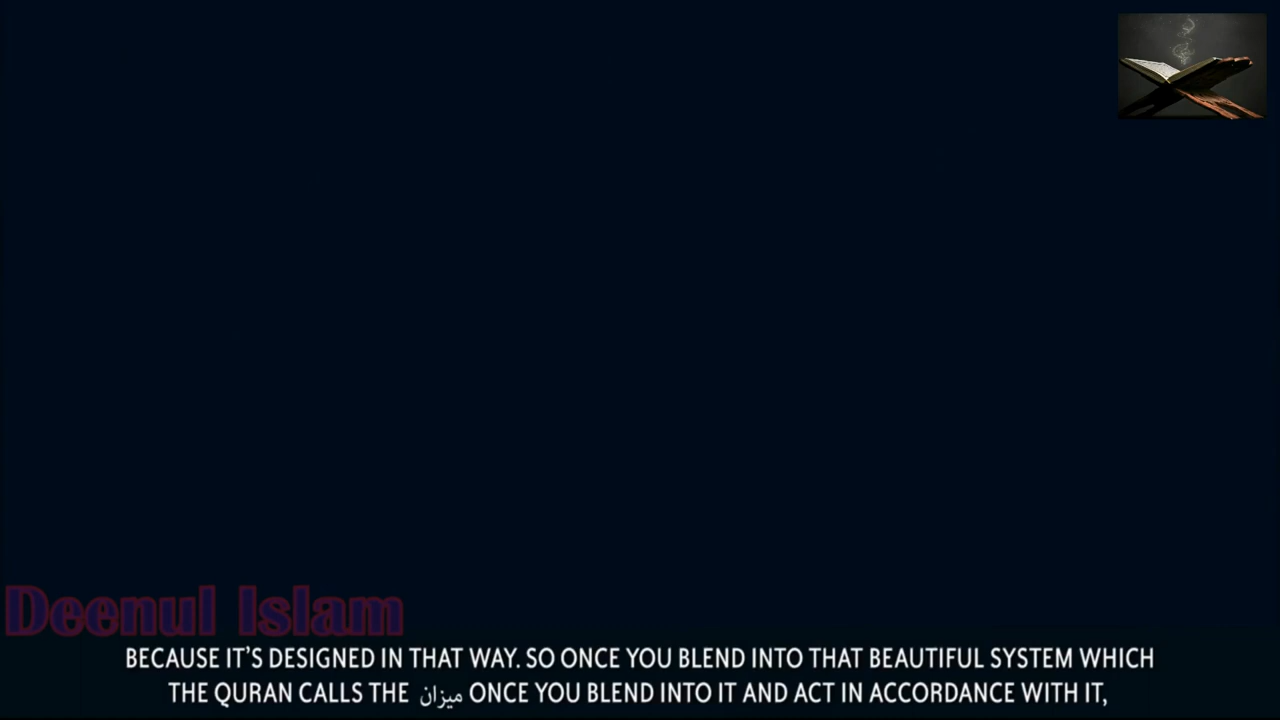 Deenul Islam
BECAUSE IT'S DESIGNED IN THAT WAY. SO ONCE YOU BLEND INTO THAT BEAUTIFUL SYSTEM WHICH
THE QURAN CALLS THE ميزان ONCE YOU BLEND INTO IT AND ACT IN ACCORDANCE WITH IT,